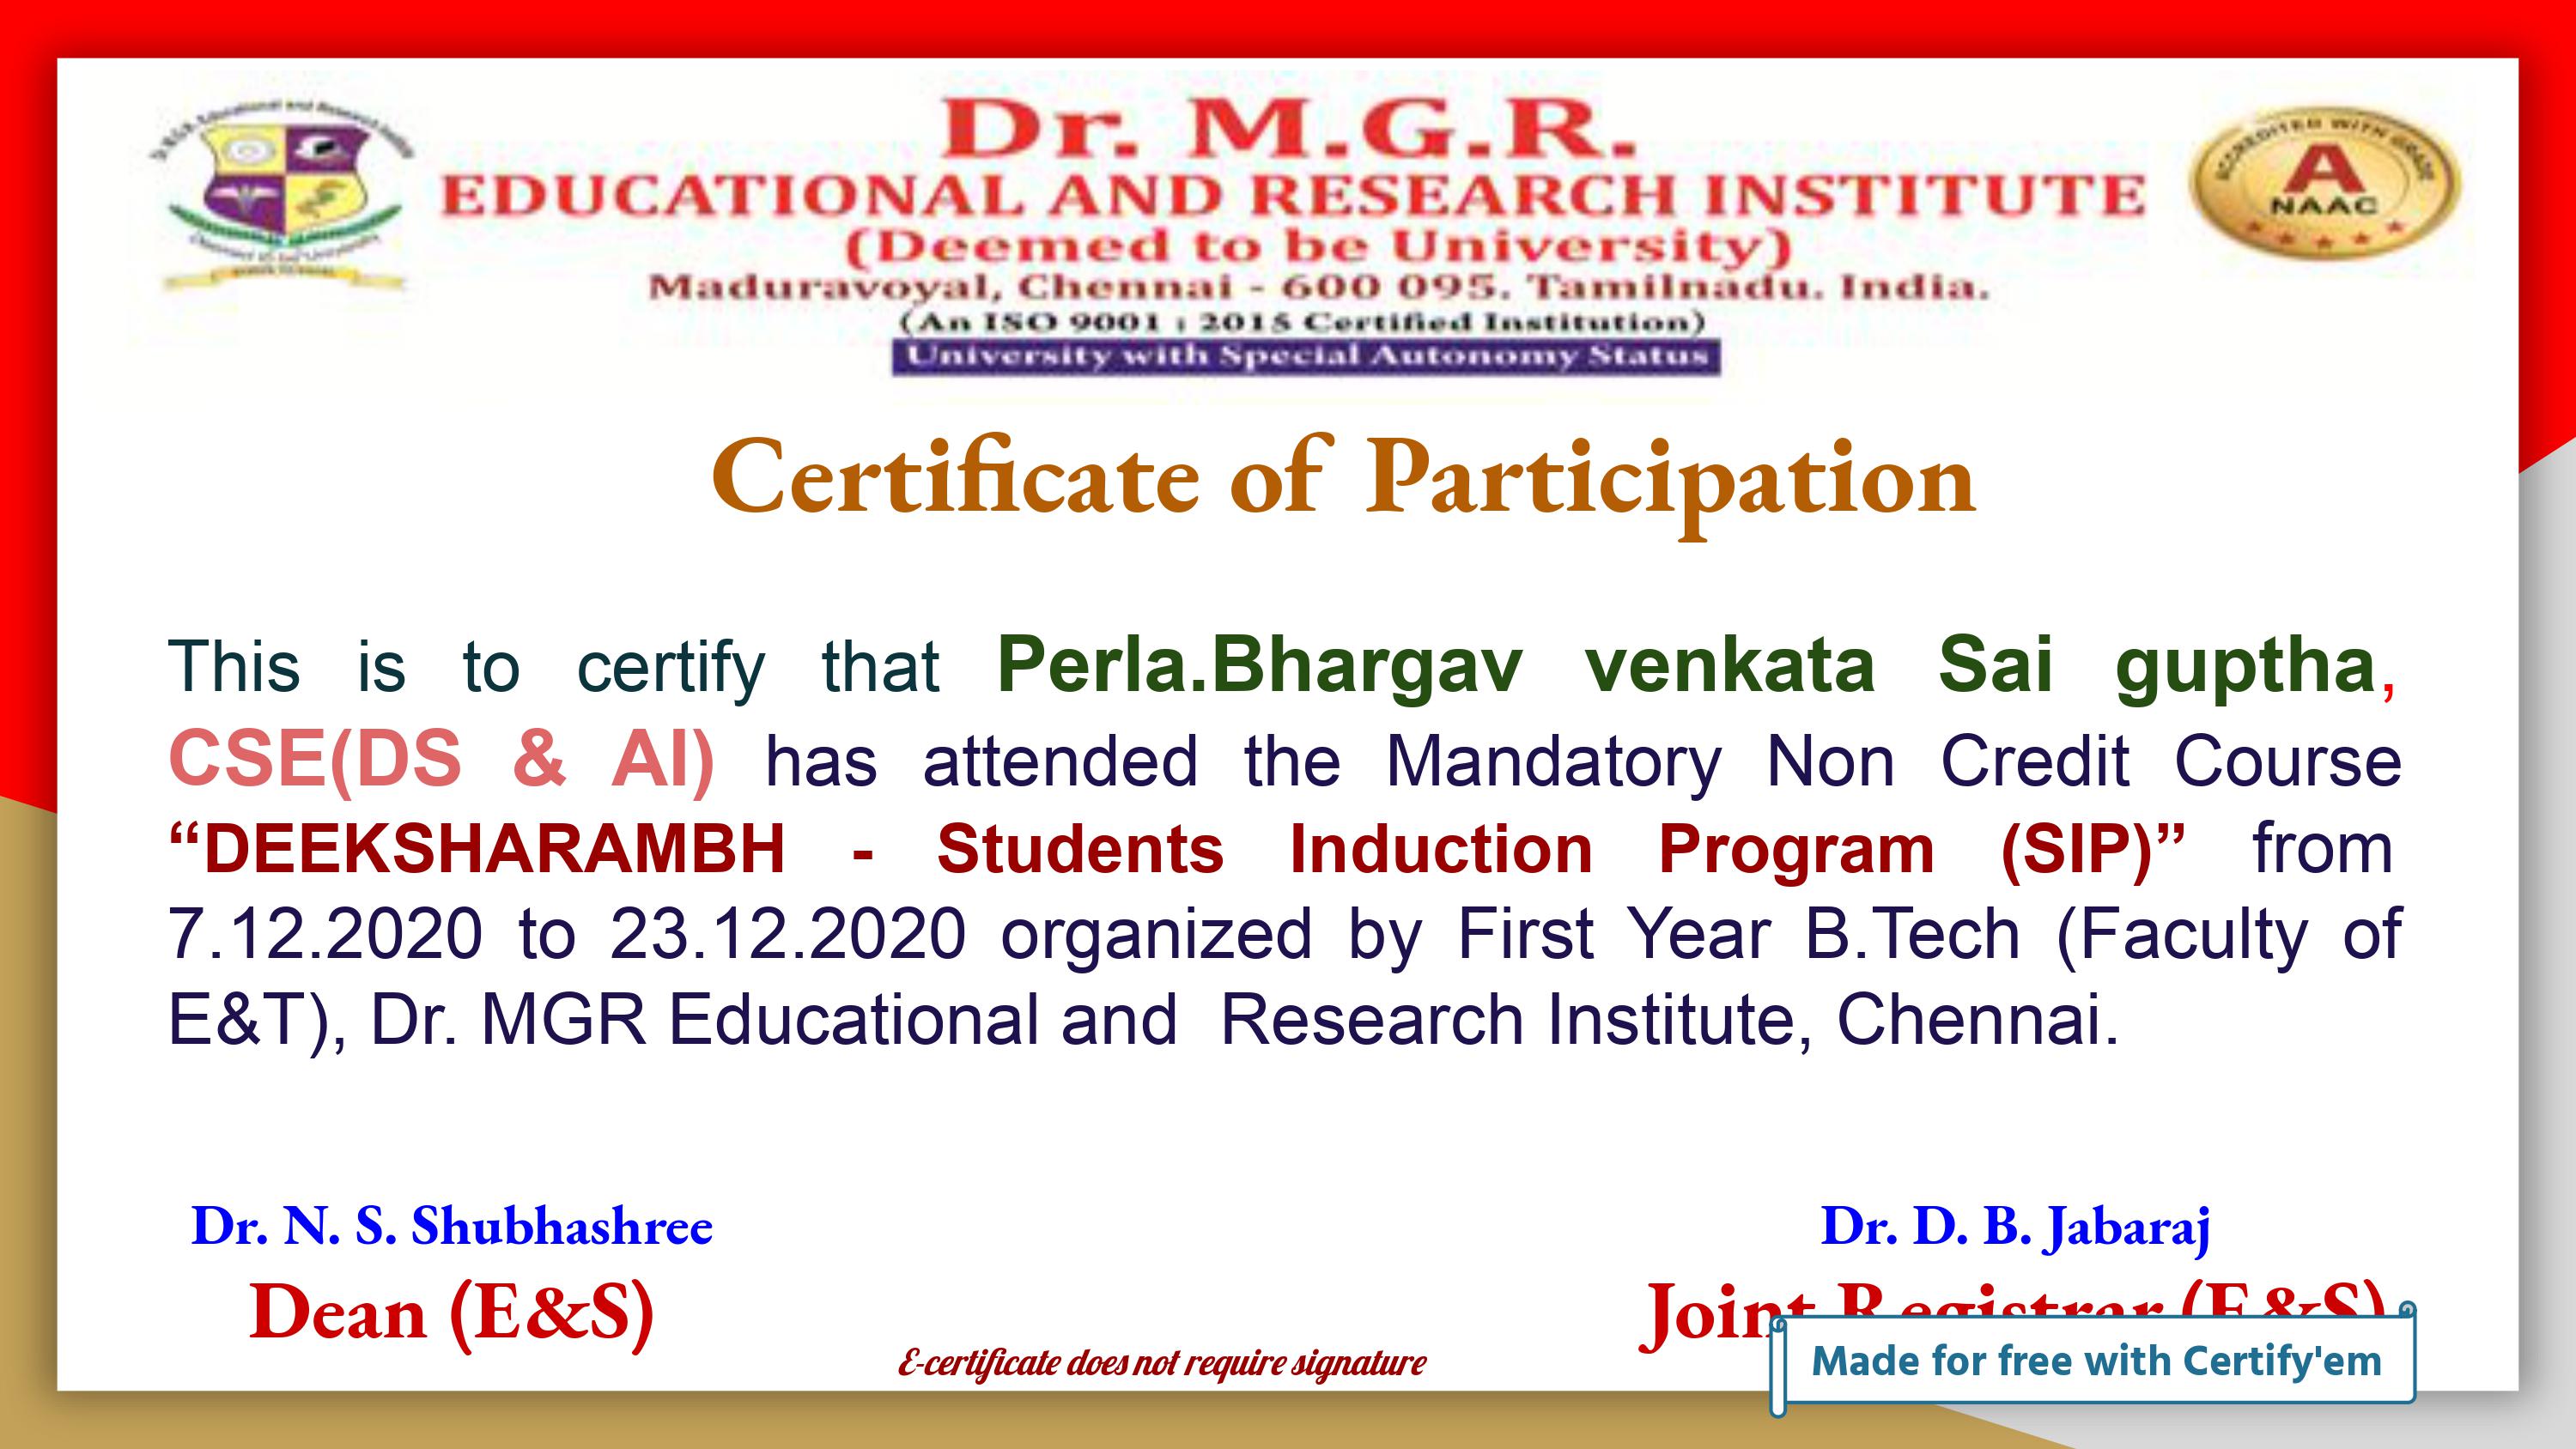 Dr. M.G.R.
EDUCATIONAL AND RESEARCH INSTITUTE
(Deemed to be University)
Maduravoyal, Chennai - 600 095. Tamilnadu. India.
(An ISO 9001 : 2015 Certified Institution)
University with Special Autonomy Status
Dr. M.G.R. Educational and Research Institute
ACCREDITED WITH GRADE
A
NAAC
Certificate of Participation
This is to certify that Perla.Bhargav venkata Sai guptha,
CSE(DS & AI) has attended the Mandatory Non Credit Course
“DEEKSHARAMBH - Students Induction Program (SIP)” from
7.12.2020 to 23.12.2020 organized by First Year B.Tech (Faculty of
E&T), Dr. MGR Educational and Research Institute, Chennai.
Dr. N. S. Shubhashree
Dean (E&S)
Dr. D. B. Jabaraj
Joint Registrar (E&S)
E-certificate does not require signature
Made for free with Certify'em